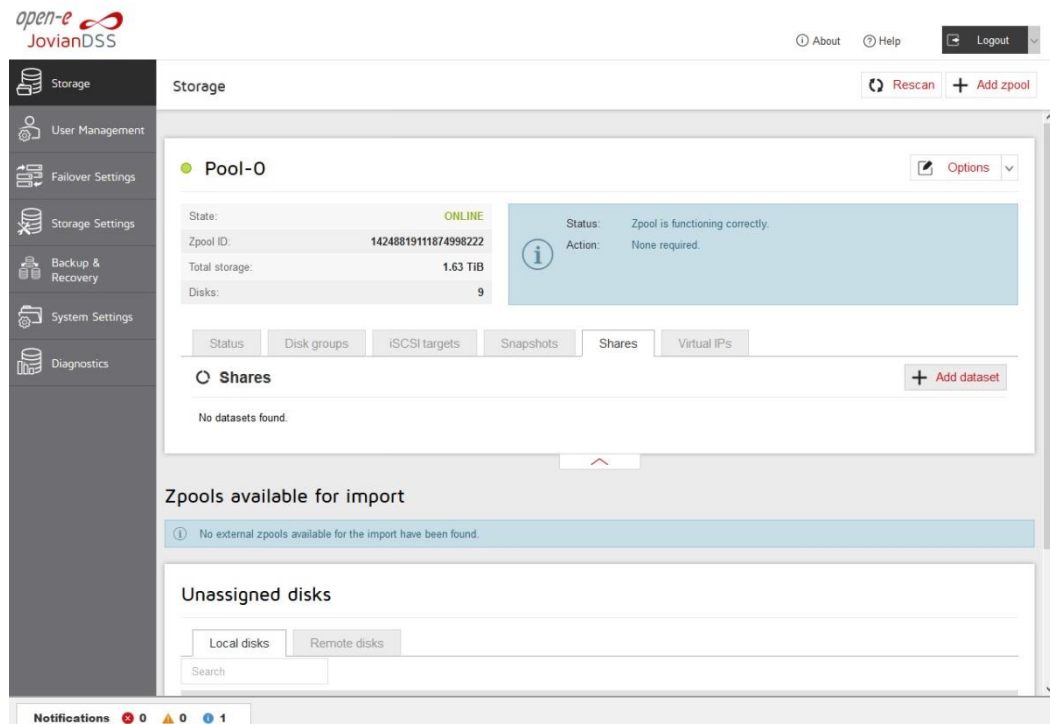 open-e
JovianDSS
About
Help
Logout
Storage
User Management
Failover Settings
Storage Settings
Backup &
Recovery
System Settings
Diagnostics
Storage
Rescan
Add zpool
Pool-0
Options
State: ONLINE
Zpool ID: 14248819111874998222
Total storage: 1.63 TiB
Disks: 9
Status: Zpool is functioning correctly.
Action: None required.
Status
Disk groups
iSCSI targets
Snapshots
Shares
Virtual IPs
Shares
Add dataset
No datasets found.
Zpools available for import
No external zpools available for the import have been found.
Unassigned disks
Local disks
Remote disks
Search
Notifications 0 0 1